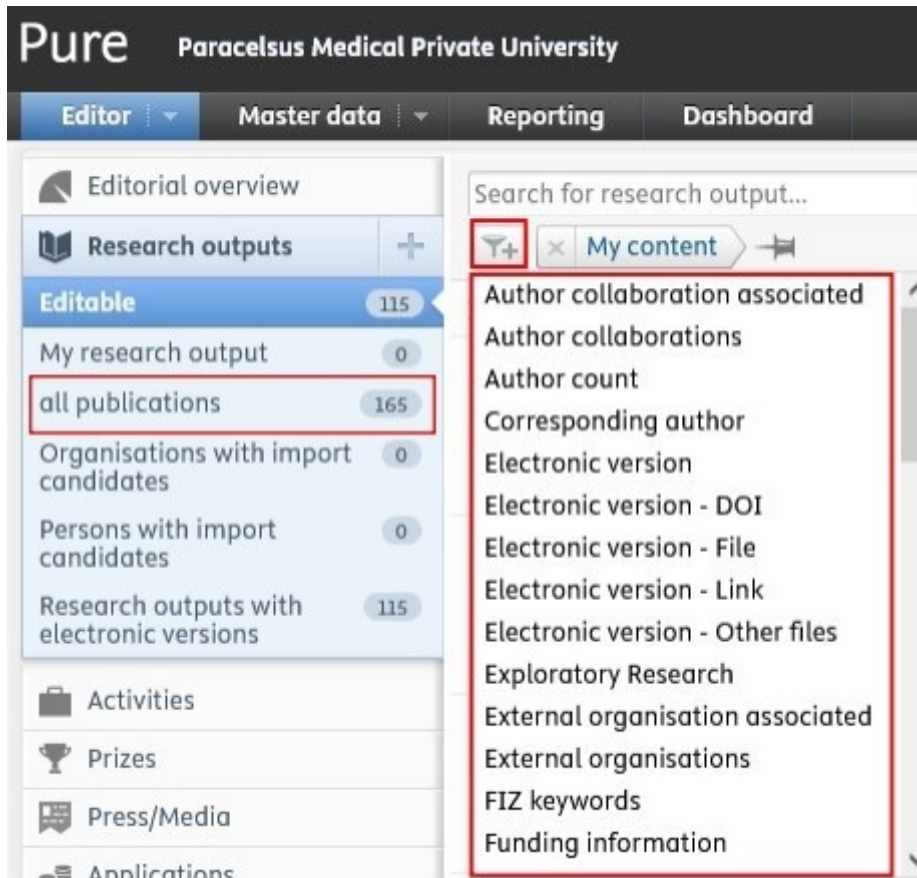 Pure Paracelsus Medical Private University
Editor Master data Reporting Dashboard
Editorial overview
Research outputs
Editable 115
My research output 0
all publications 165
Organisations with import 0
candidates
Persons with import 0
candidates
Research outputs with 115
electronic versions
Activities
Prizes
Press/Media
Applications
Search for research output...
My content
Author collaboration associated
Author collaborations
Author count
Corresponding author
Electronic version
Electronic version - DOI
Electronic version - File
Electronic version - Link
Electronic version - Other files
Exploratory Research
External organisation associated
External organisations
FIZ keywords
Funding information